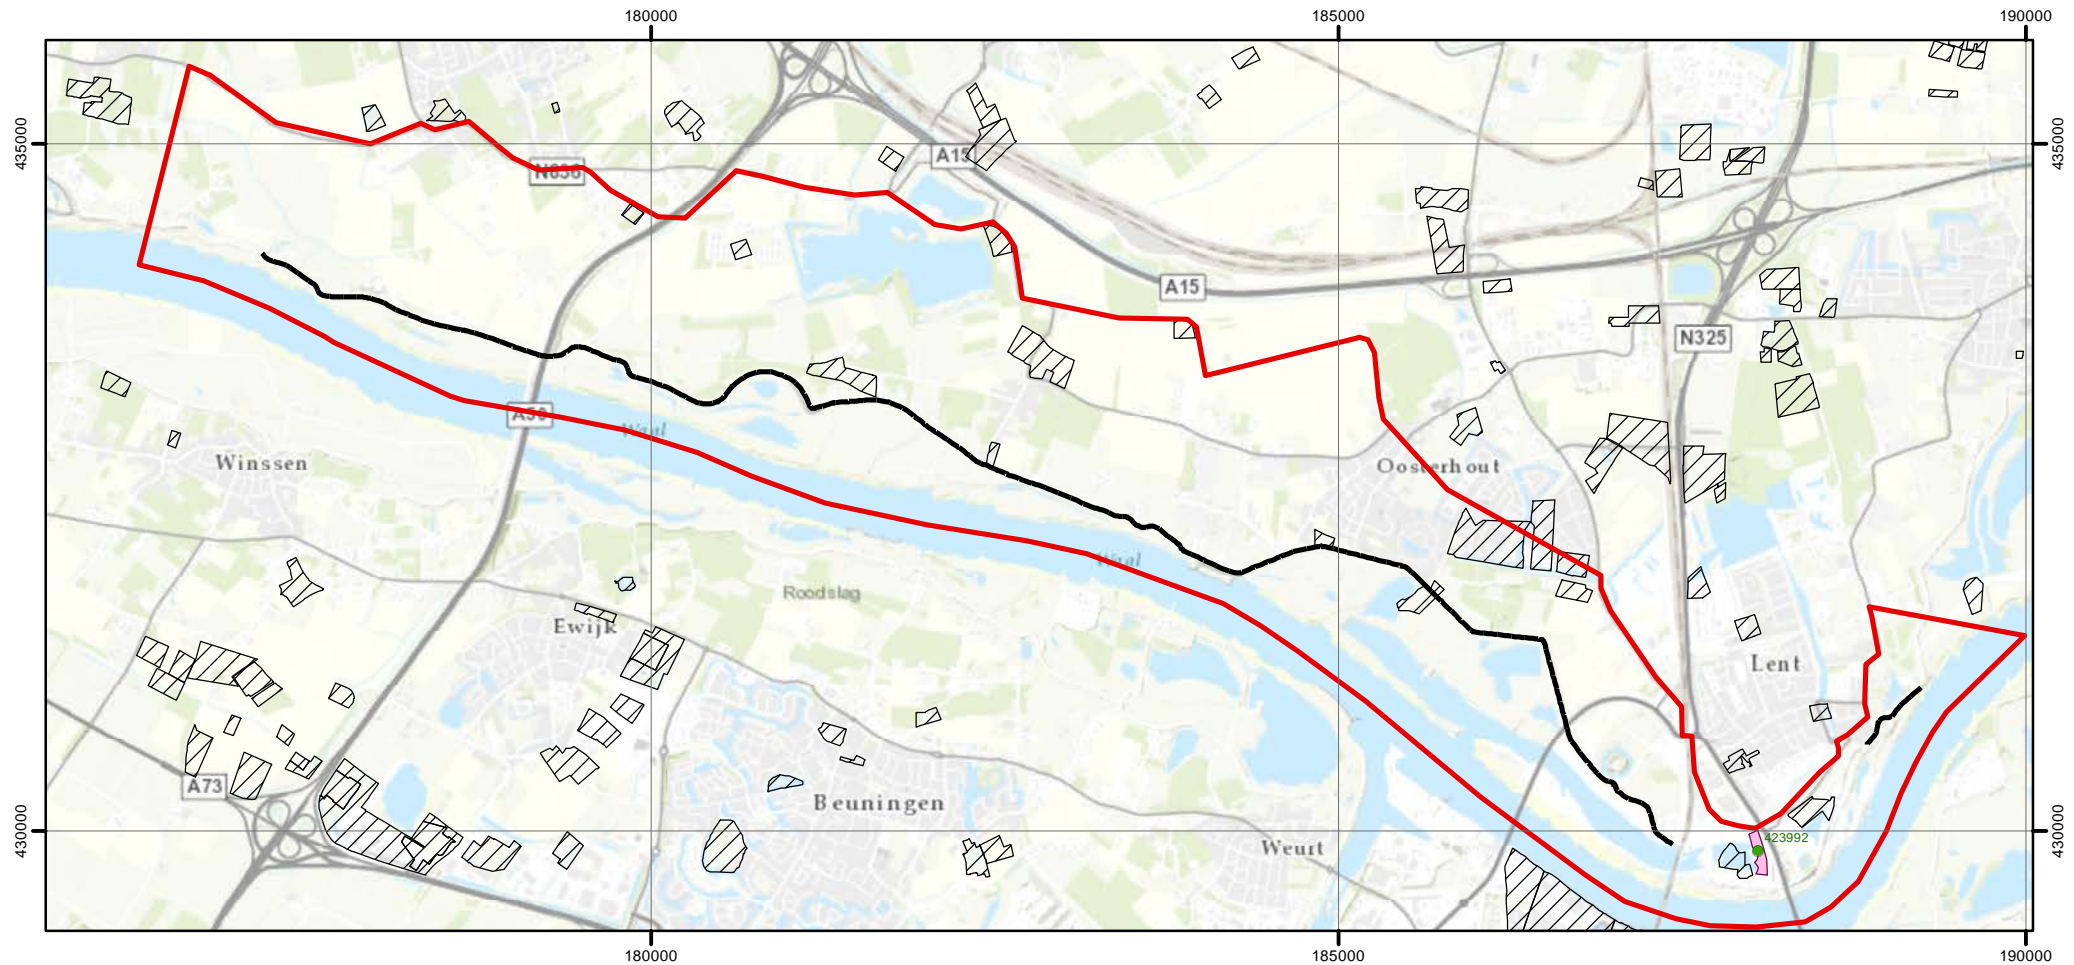 180000
185000
190000
435000
435000
N836
A15
A15
N325
A50
Waal
Winssen
Oosterhout
Waal
Roodslag
Ewijk
Lent
A73
Beuningen
430000
430000
423992
Weurt
180000
185000
190000